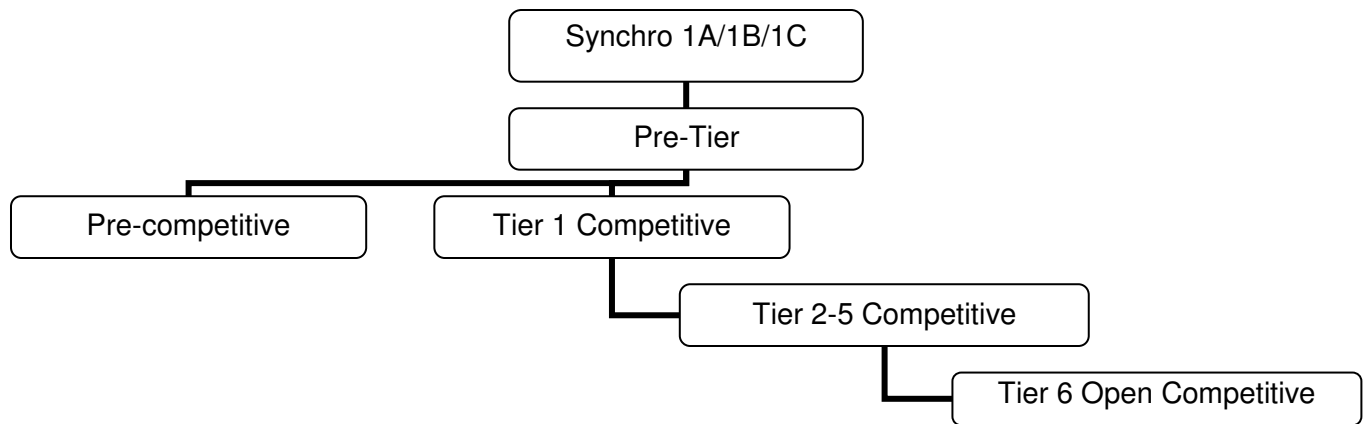 Synchro 1A/1B/1C
Pre-Tier
Pre-competitive
Tier 1 Competitive
Tier 2-5 Competitive
Tier 6 Open Competitive